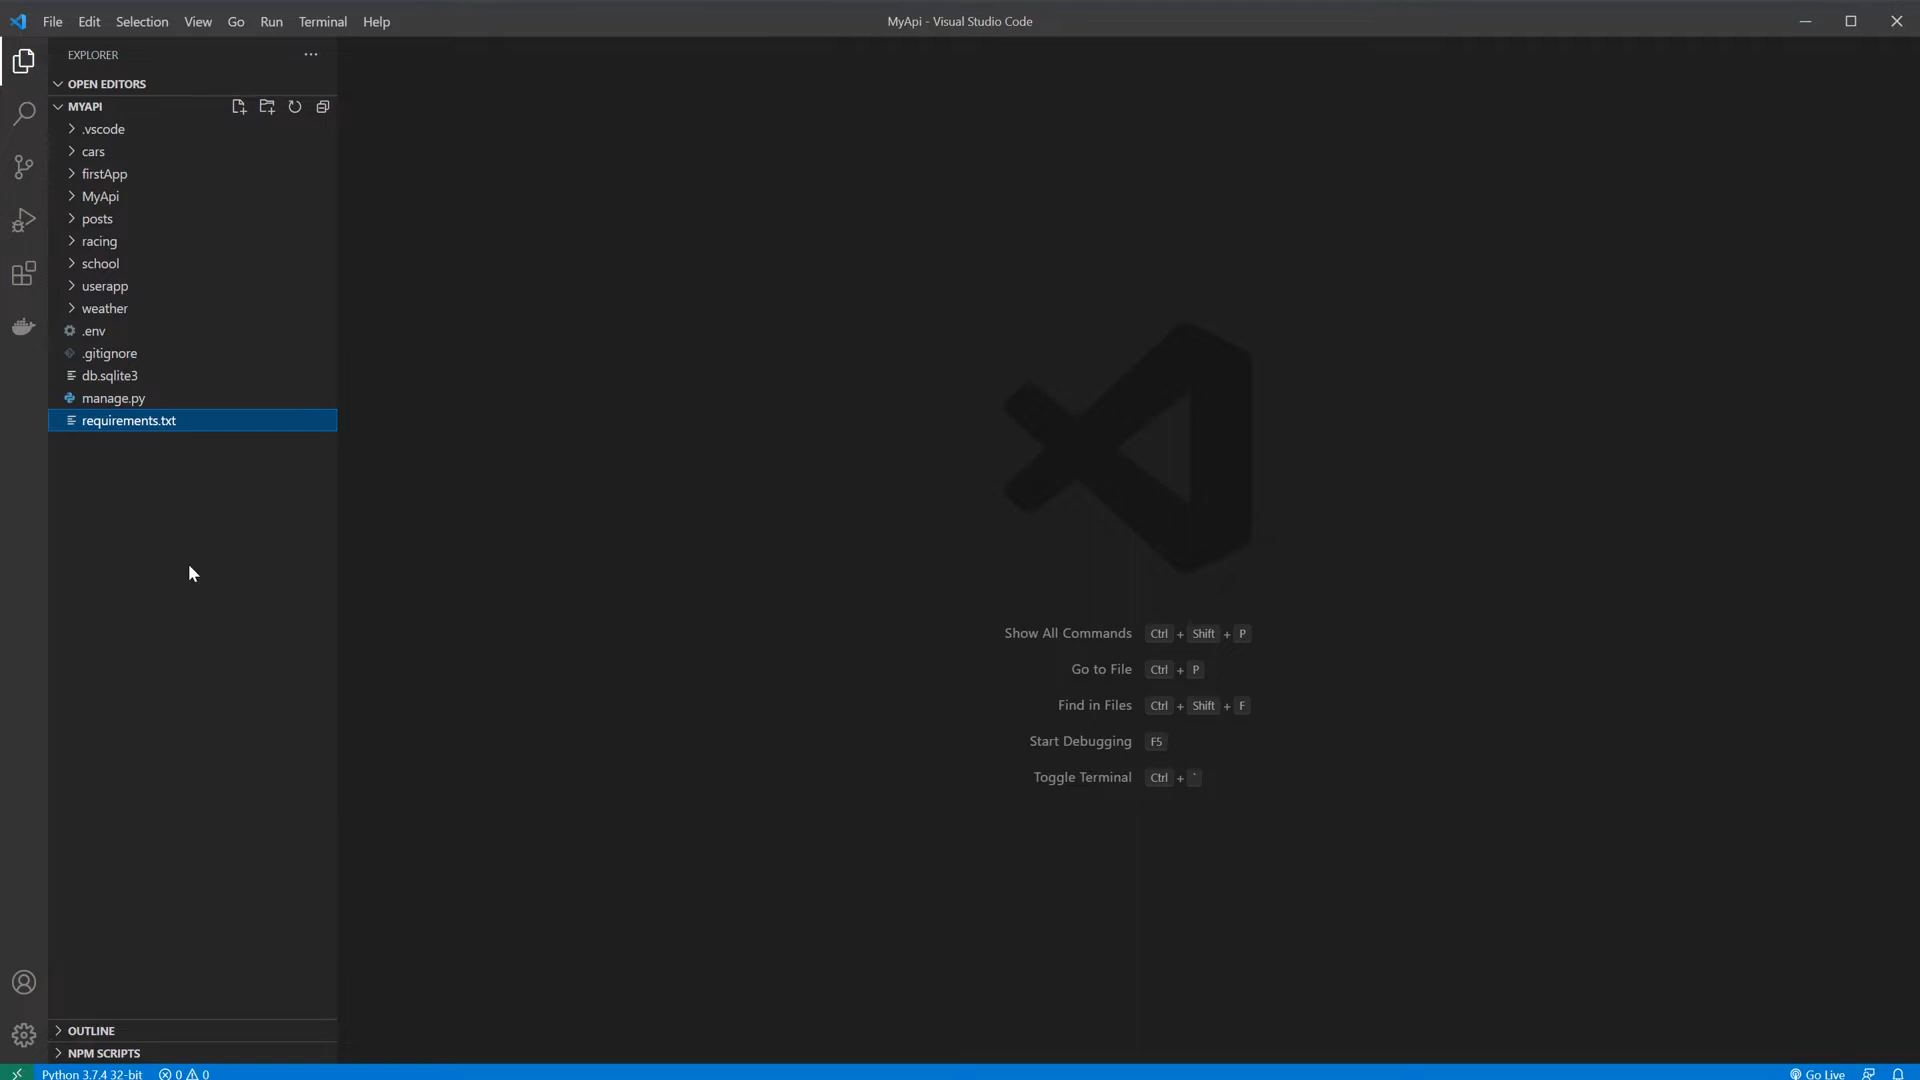 File Edit Selection View Go Run Terminal Help
MyApi - Visual Studio Code
EXPLORER
OPEN EDITORS
MYAPI
.vscode
cars
firstApp
MyApi
posts
racing
school
userapp
weather
.env
.gitignore
db.sqlite3
manage.py
requirements.txt
Show All Commands Ctrl + Shift + P
Go to File Ctrl + P
Find in Files Ctrl + Shift + F
Start Debugging F5
Toggle Terminal Ctrl + `
OUTLINE
NPM SCRIPTS
Python 3.7.4 32-bit 0 0 Go Live